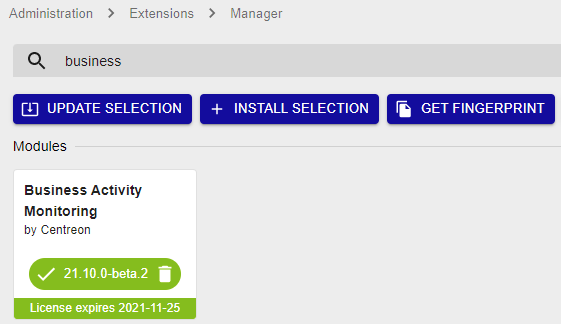 Administration > Extensions > Manager
business
UPDATE SELECTION + INSTALL SELECTION GET FINGERPRINT
Modules
Business Activity
Monitoring
by Centreon
21.10.0-beta.2
License expires 2021-11-25